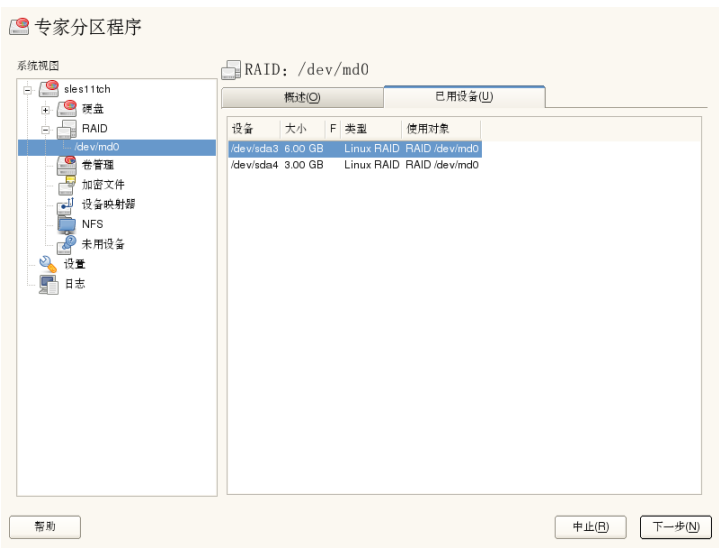 专家分区程序
系统视图
sles11tch
硬盘
RAID
/dev/md0
卷管理
加密文件
设备映射器
NFS
未用设备
设置
日志
RAID: /dev/md0
概述(O) 已用设备(U)
设备 大小 F 类型 使用对象
/dev/sda3 6.00 GB Linux RAID RAID /dev/md0
/dev/sda4 3.00 GB Linux RAID RAID /dev/md0
帮助 中止(R) 下一步(N)